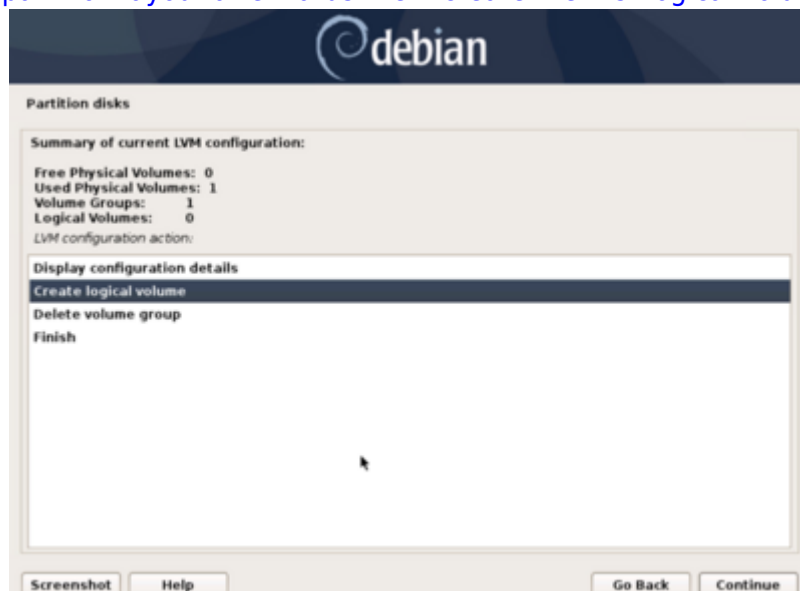 debian
Partition disks
Summary of current LVM configuration:
Free Physical Volumes: 0
Used Physical Volumes: 1
Volume Groups: 1
Logical Volumes: 0
LVM configuration action:
Display configuration details
Create logical volume
Delete volume group
Finish
Screenshot Help Go Back Continue